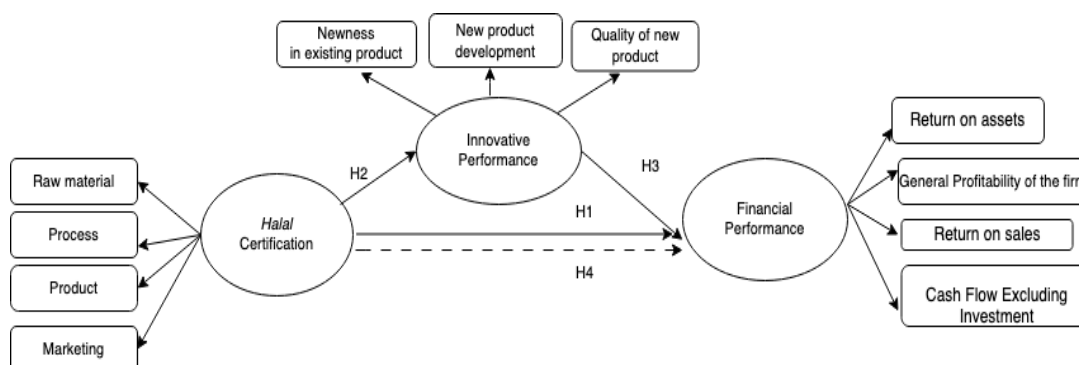 Newness
in existing product
New product
development
Quality of new
product
Innovative
Performance
Return on assets
General Profitability of the firm
Return on sales
Cash Flow Excluding
Investment
Raw material
Process
Product
Marketing
Halal
Certification
Financial
Performance
H2
H3
H1
H4